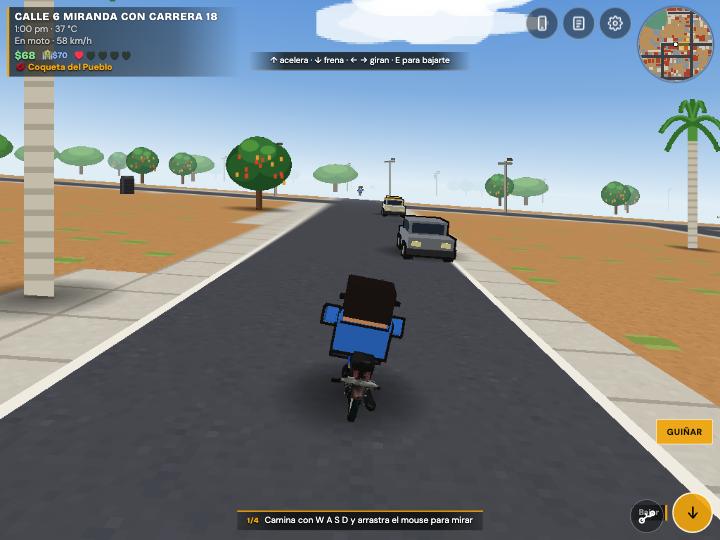 CALLE 6 MIRANDA CON CARRERA 18
1:00 pm · 37 °C
En moto · 58 km/h
$68 $70
Coqueta del Pueblo
↑ acelera · ↓ frena · ← → giran · E para bajarte
GUIÑAR
1/4 Camina con W A S D y arrastra el mouse para mirar